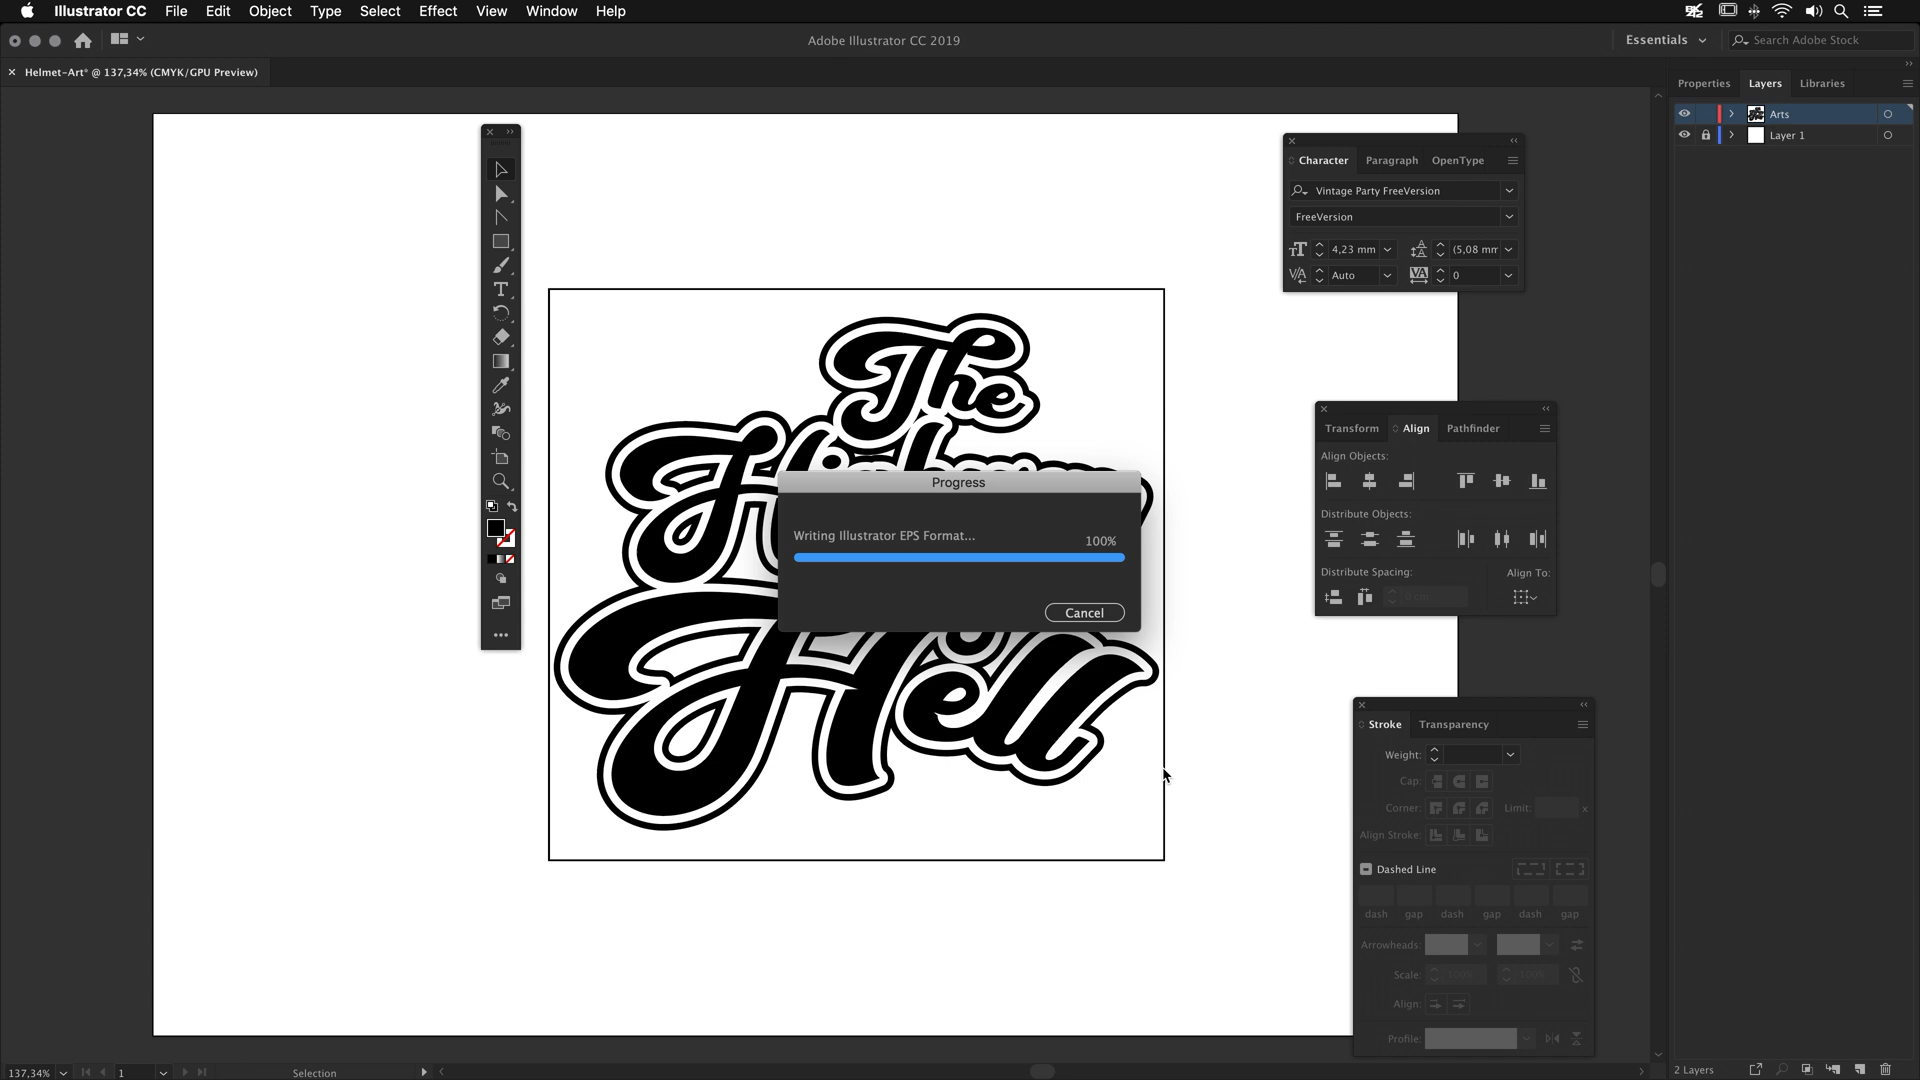 Illustrator CC File Edit Object Type Select Effect View Window Help
Adobe Illustrator CC 2019
Essentials
Search Adobe Stock
× Helmet-Art* @ 137,34% (CMYK/GPU Preview)
Properties Layers Libraries
Arts
Layer 1
Character Paragraph OpenType
Vintage Party FreeVersion
FreeVersion
4,23 mm
(5,08 mm
Auto
0
The
Hell
Progress
Writing Illustrator EPS Format...
100%
Cancel
Transform Align Pathfinder
Align Objects:
Distribute Objects:
Distribute Spacing:
Align To:
0 cm
Stroke Transparency
Weight:
Cap:
Corner:
Limit:
x
Align Stroke:
Dashed Line
dash gap dash gap dash gap
Arrowheads:
Scale:
100%
100%
Align:
Profile:
137,34%
1
Selection
2 Layers